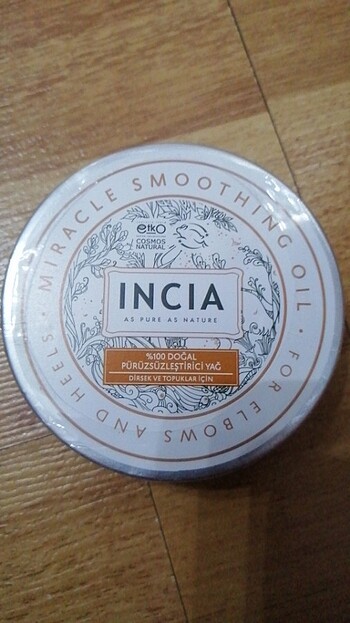 MIRACLE SMOOTHING OIL • FOR ELBOWS AND HEELS •
etko
COSMOS
NATURAL
INCIA
AS PURE AS NATURE
%100 DOĞAL
PÜRÜZSÜZLEŞTİRİCİ YAĞ
DİRSEK VE TOPUKLAR İÇİN